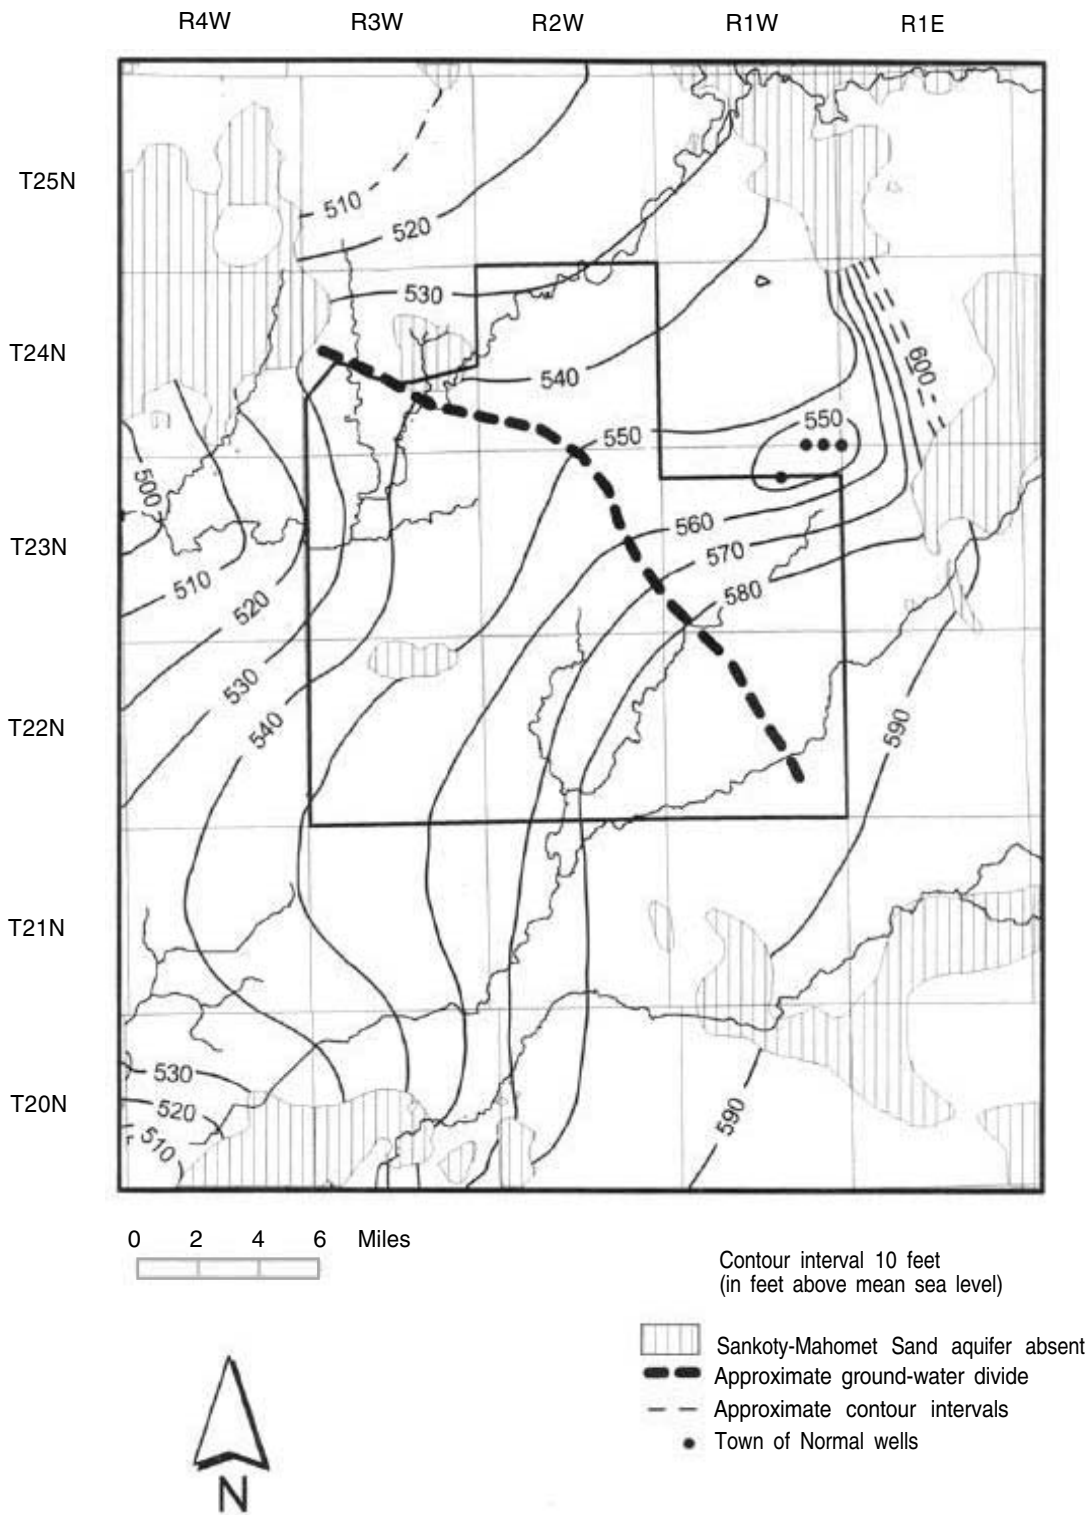 R4W R3W R2W R1W R1E
T25N
510
520
530
T24N
600
540
550
550
500
T23N
560
570
510
580
520
530
T22N
540
590
T21N
530
T20N
520
590
510
0 2 4 6 Miles
Contour interval 10 feet
(in feet above mean sea level)
Sankoty-Mahomet Sand aquifer absent
Approximate ground-water divide
Approximate contour intervals
Town of Normal wells
N